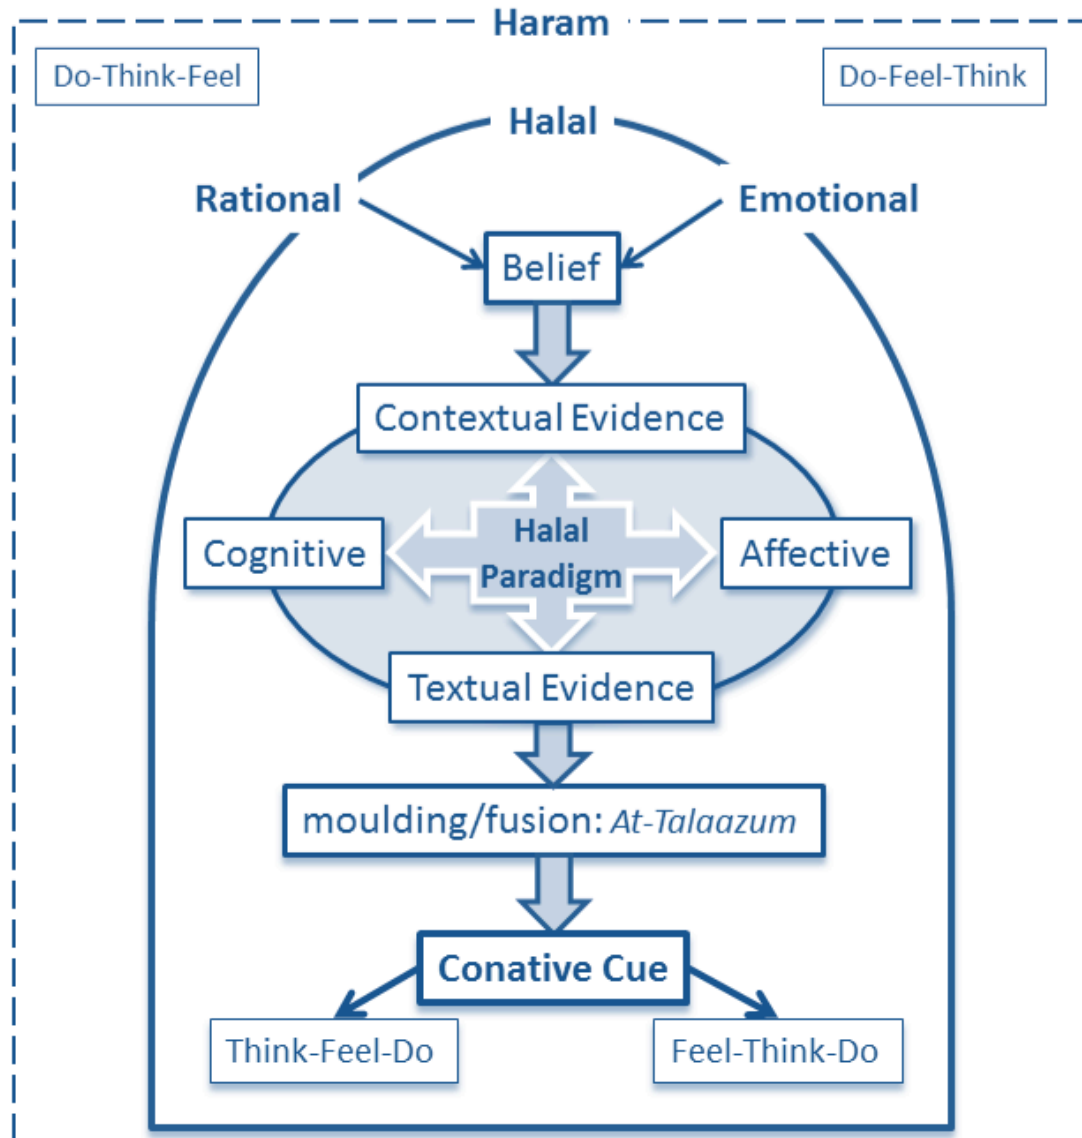 Haram
Do-Think-Feel
Do-Feel-Think
Halal
Rational
Emotional
Belief
Contextual Evidence
Cognitive
Halal
Paradigm
Affective
Textual Evidence
moulding/fusion: At-Talaazum
Conative Cue
Think-Feel-Do
Feel-Think-Do